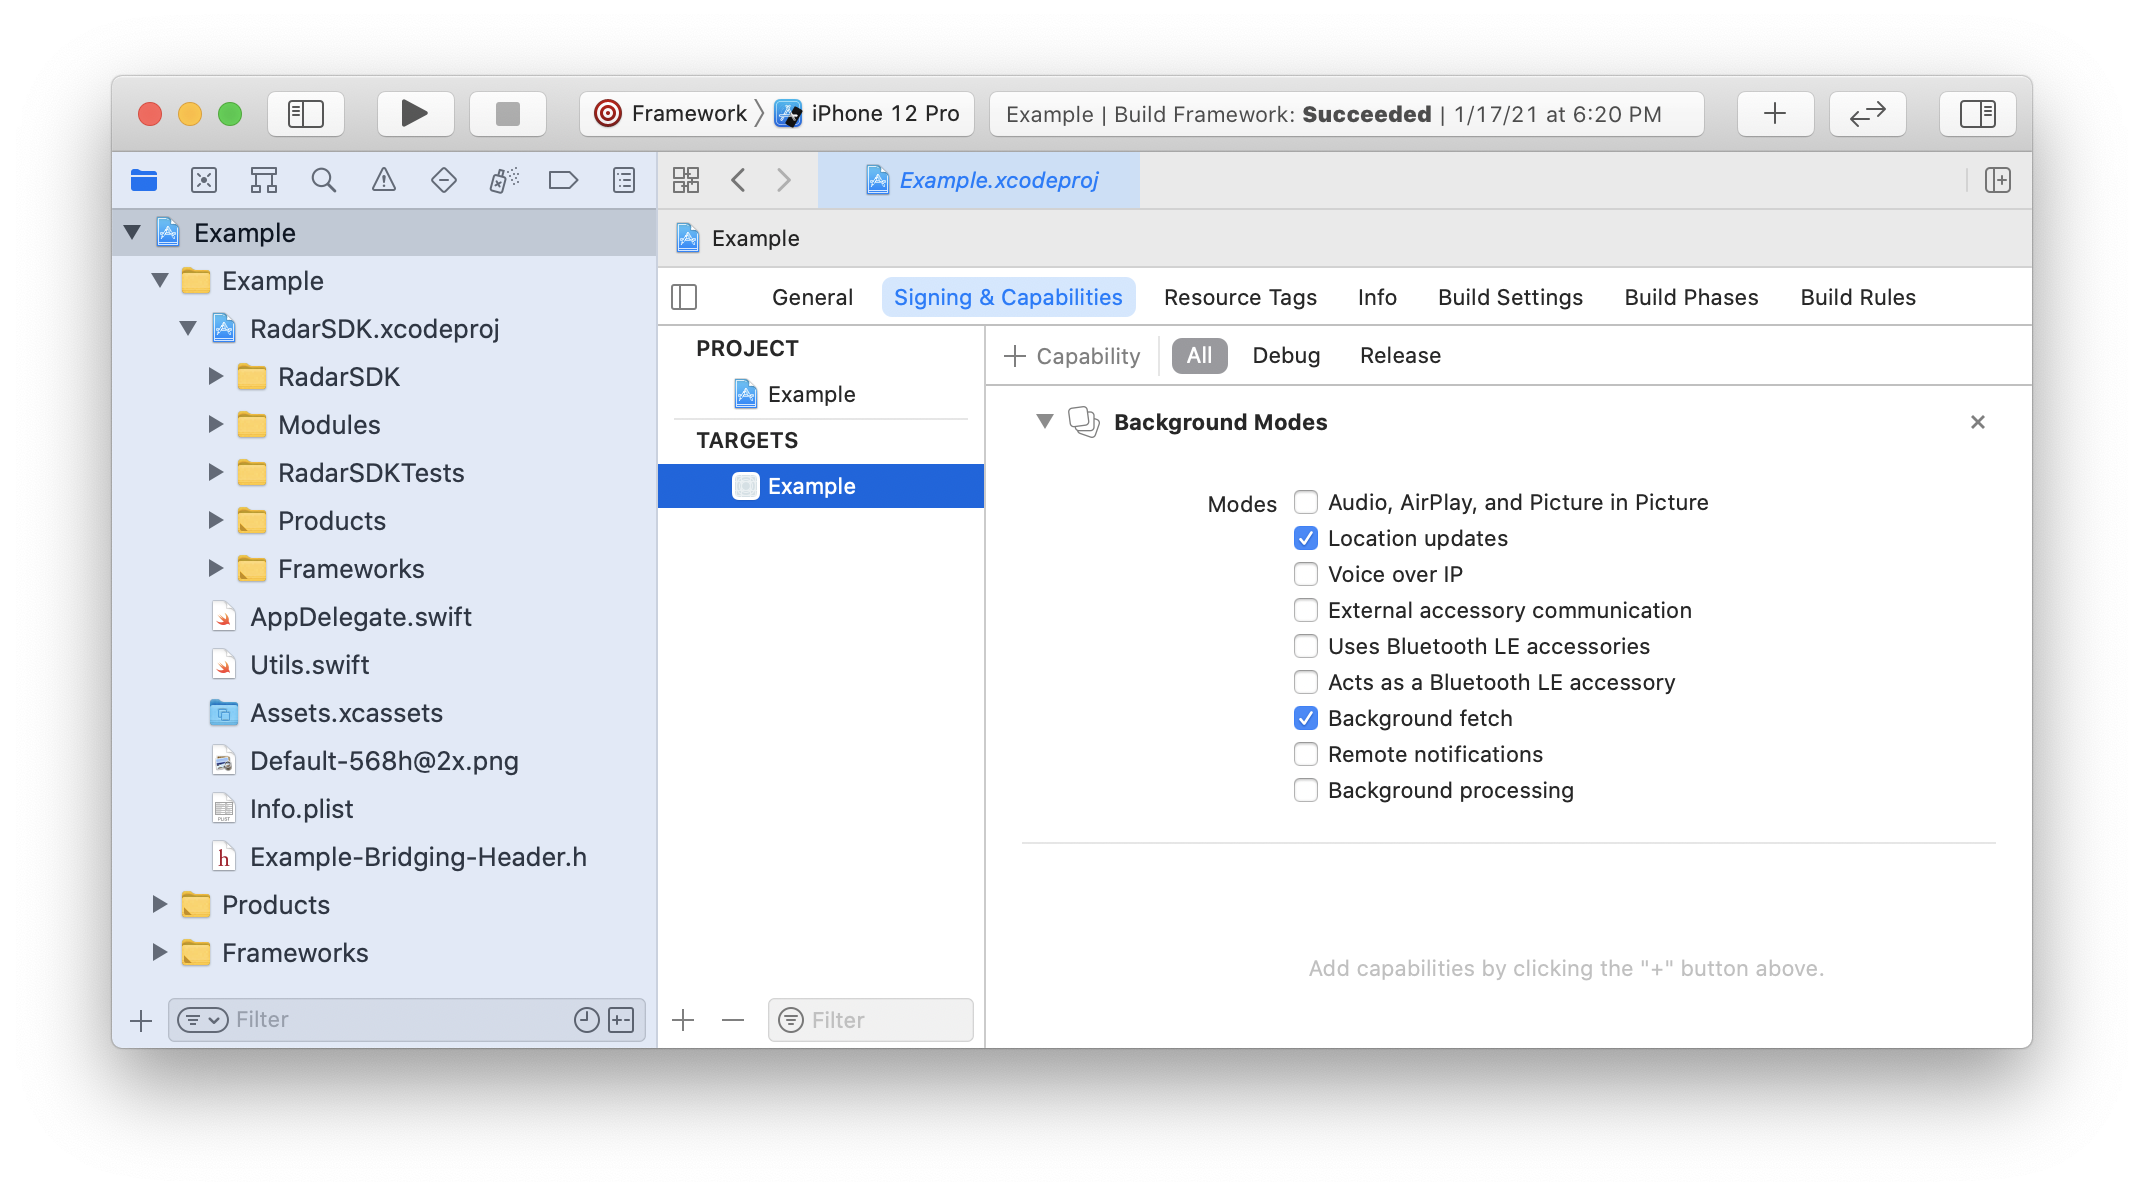 Framework iPhone 12 Pro
Example | Build Framework: Succeeded | 1/17/21 at 6:20 PM
Example.xcodeproj
Example
Example
RadarSDK.xcodeproj
RadarSDK
Modules
RadarSDKTests
Products
Frameworks
AppDelegate.swift
Utils.swift
Assets.xcassets
Default-568h@2x.png
Info.plist
h Example-Bridging-Header.h
Products
Frameworks
Filter
Example
General Signing & Capabilities Resource Tags Info Build Settings Build Phases Build Rules
PROJECT
Example
TARGETS
Example
Filter
+ Capability All Debug Release
Background Modes
Modes
Audio, AirPlay, and Picture in Picture
Location updates
Voice over IP
External accessory communication
Uses Bluetooth LE accessories
Acts as a Bluetooth LE accessory
Background fetch
Remote notifications
Background processing
Add capabilities by clicking the "+" button above.